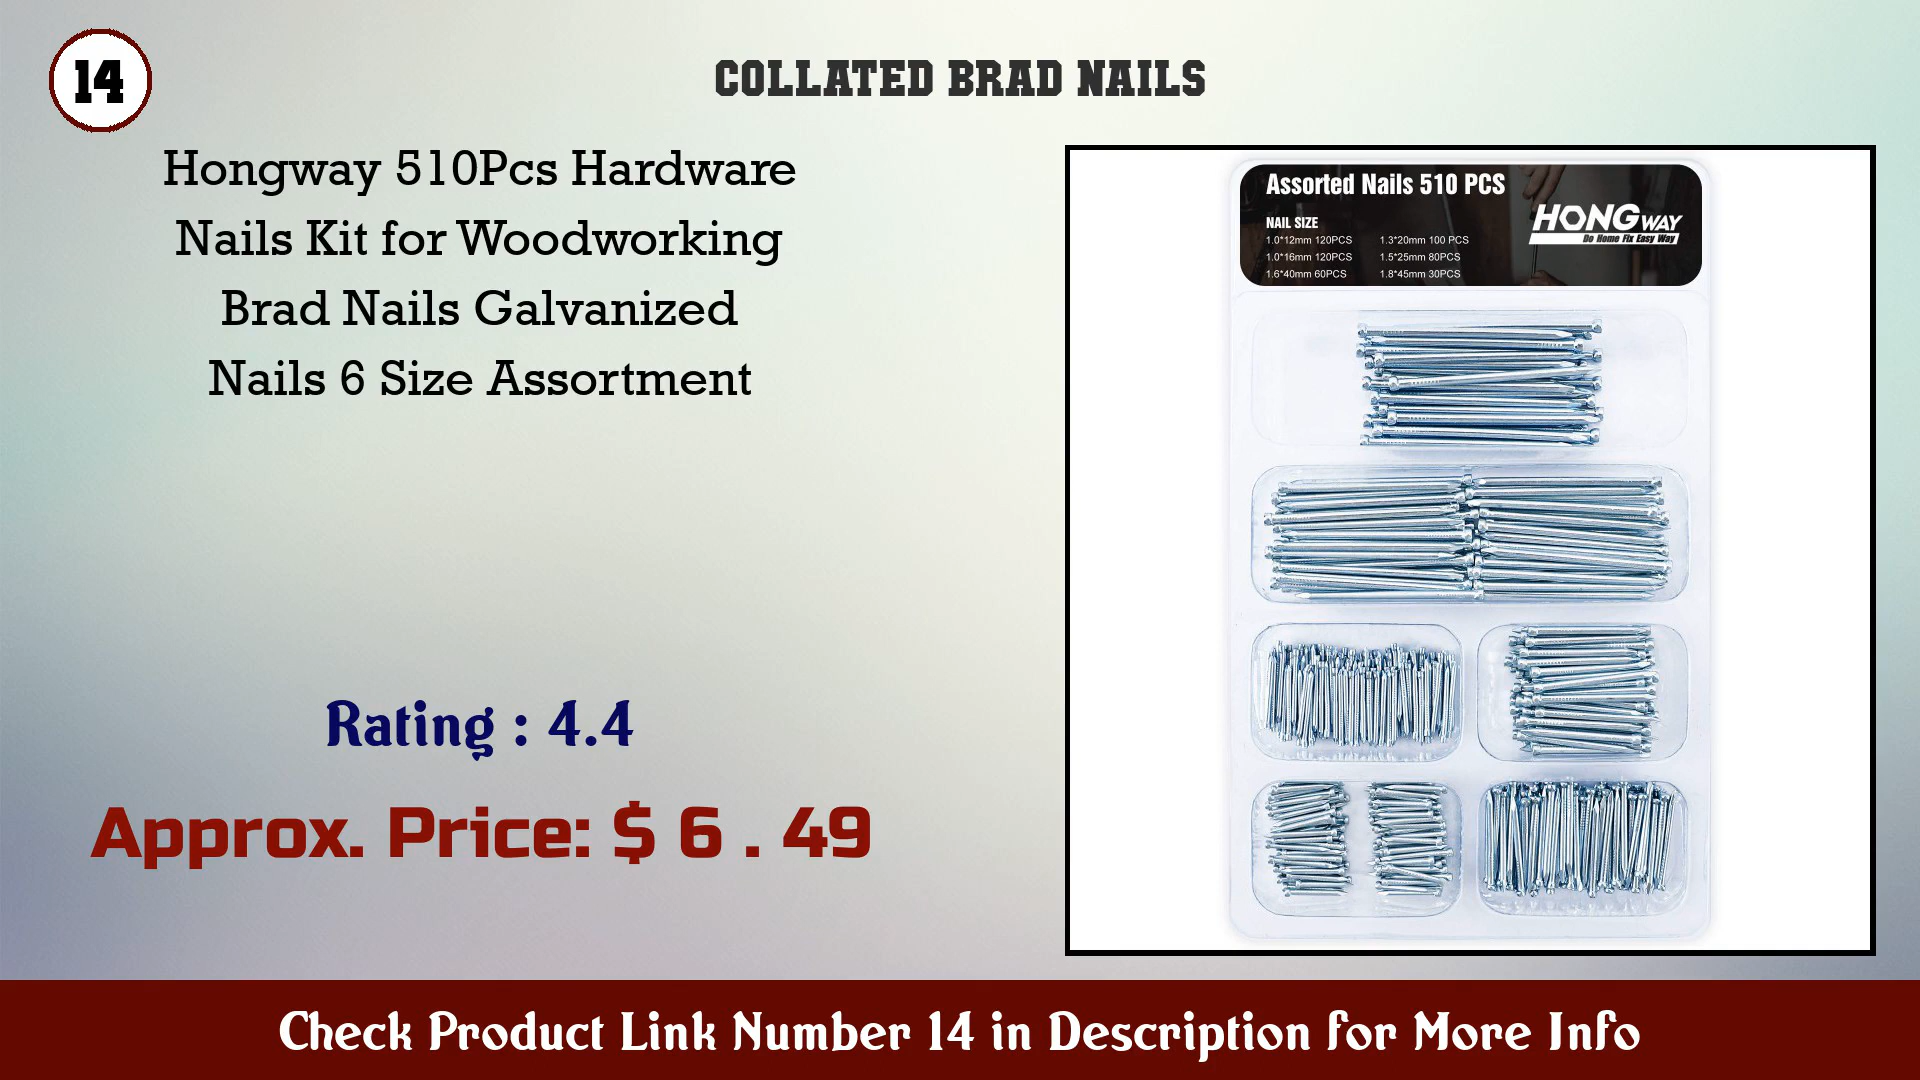 14
COLLATED BRAD NAILS
Hongway 510Pcs Hardware
Nails Kit for Woodworking
Brad Nails Galvanized
Nails 6 Size Assortment
Rating : 4.4
Approx. Price: $ 6 . 49
Assorted Nails 510 PCS
HONGWAY
Do Home Fix Easy Way
NAIL SIZE
1.0*12mm 120PCS 1.3*20mm 100 PCS
1.0*16mm 120PCS 1.5*25mm 80PCS
1.6*40mm 60PCS 1.8*45mm 30PCS
Check Product Link Number 14 in Description for More Info